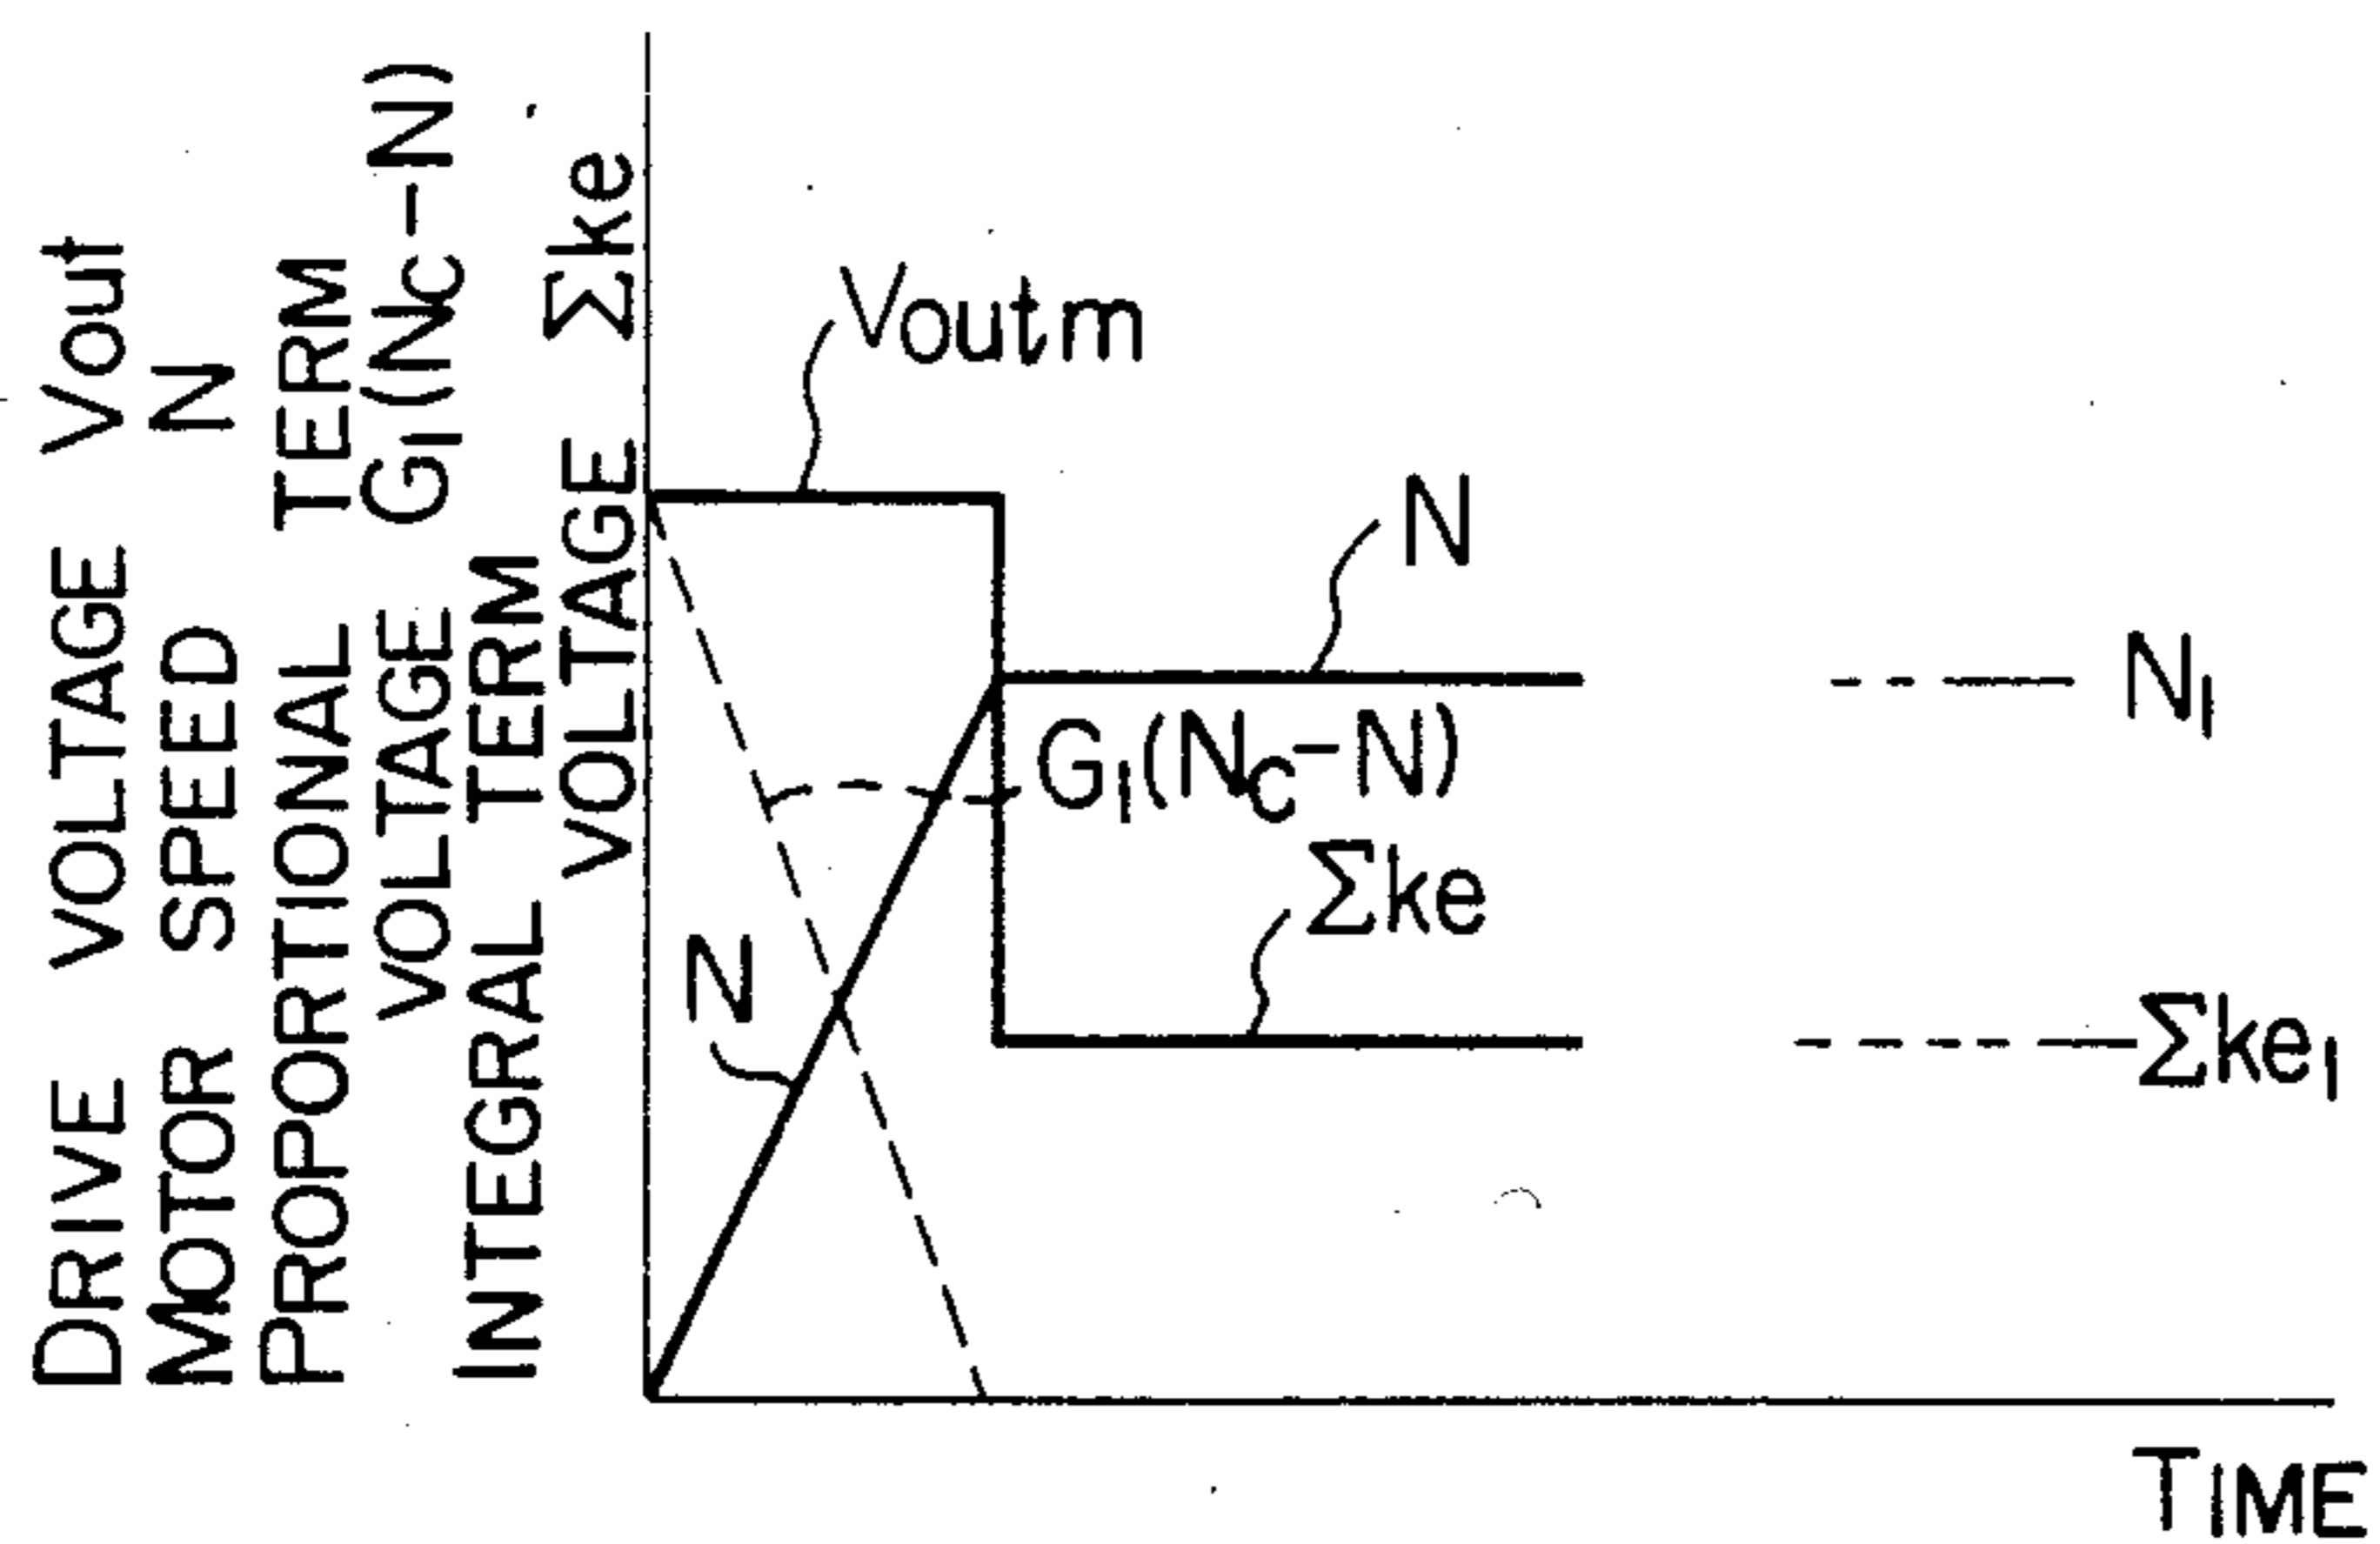 DRIVE VOLTAGE Vout
MOTOR SPEED N
PROPORTIONAL TERM
VOLTAGE G1(NC-N)
INTEGRAL TERM
VOLTAGE Σke
Voutm
N
N1
G1(NC-N)
Σke
N
Σke1
TIME